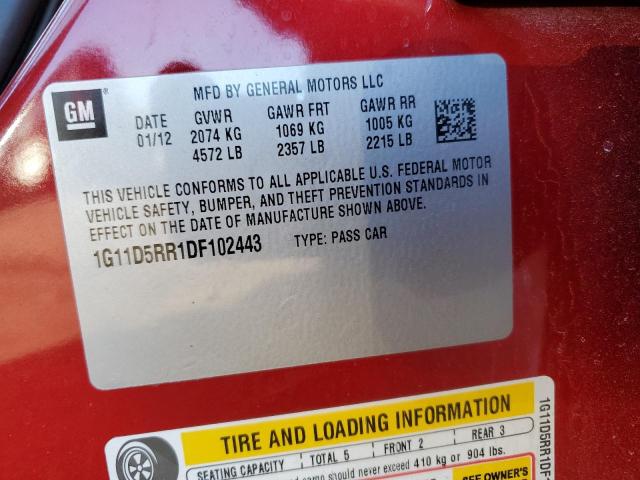 MFD BY GENERAL MOTORS LLC
GM
DATE GVWR GAWR FRT GAWR RR
01/12 2074 KG 1069 KG 1005 KG
4572 LB 2357 LB 2215 LB
THIS VEHICLE CONFORMS TO ALL APPLICABLE U.S. FEDERAL MOTOR
VEHICLE SAFETY, BUMPER, AND THEFT PREVENTION STANDARDS IN
EFFECT ON THE DATE OF MANUFACTURE SHOWN ABOVE.
1G11D5RR1DF102443 TYPE: PASS CAR
TIRE AND LOADING INFORMATION
SEATING CAPACITY TOTAL 5 FRONT 2 REAR 3
should never exceed 410 kg or 904 lbs.
SEE OWNER'S
1G11D5RR1DF